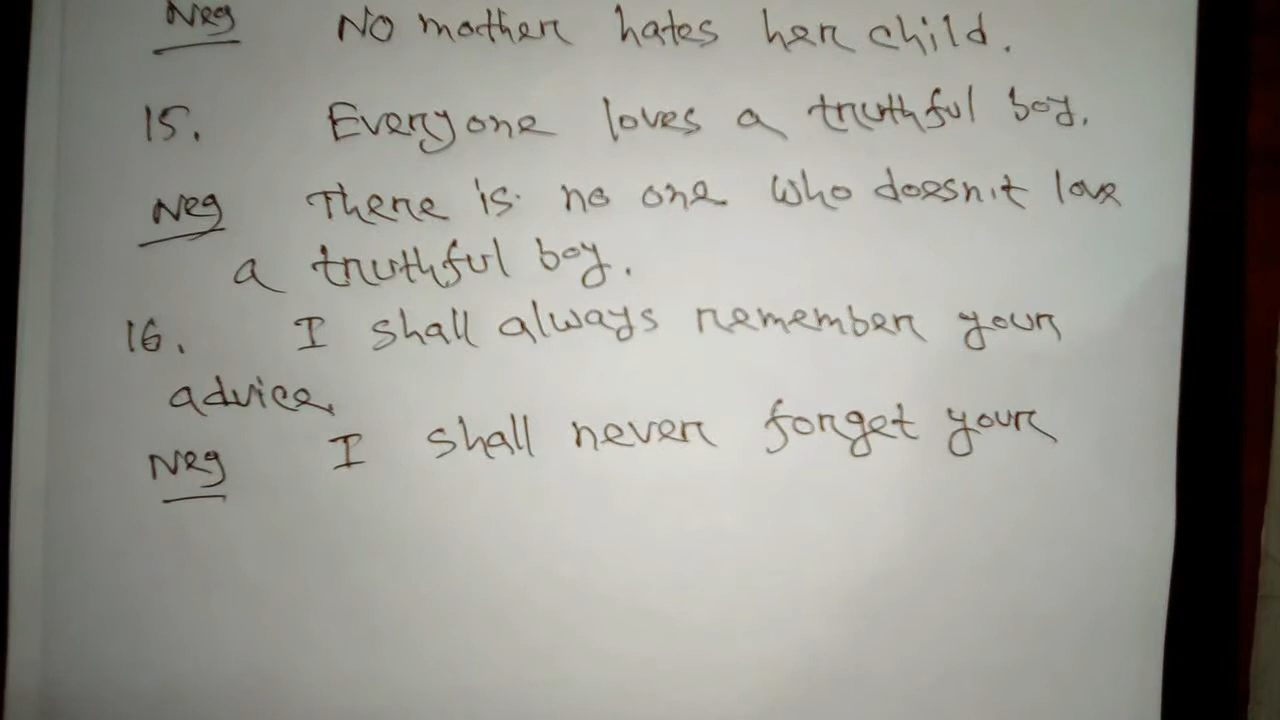 Neg No mother hates her child.
15. Everyone loves a truthful boy.
Neg There is no one who doesn't love
a truthful boy.
16. I shall always remember your
advice.
Neg I shall never forget your